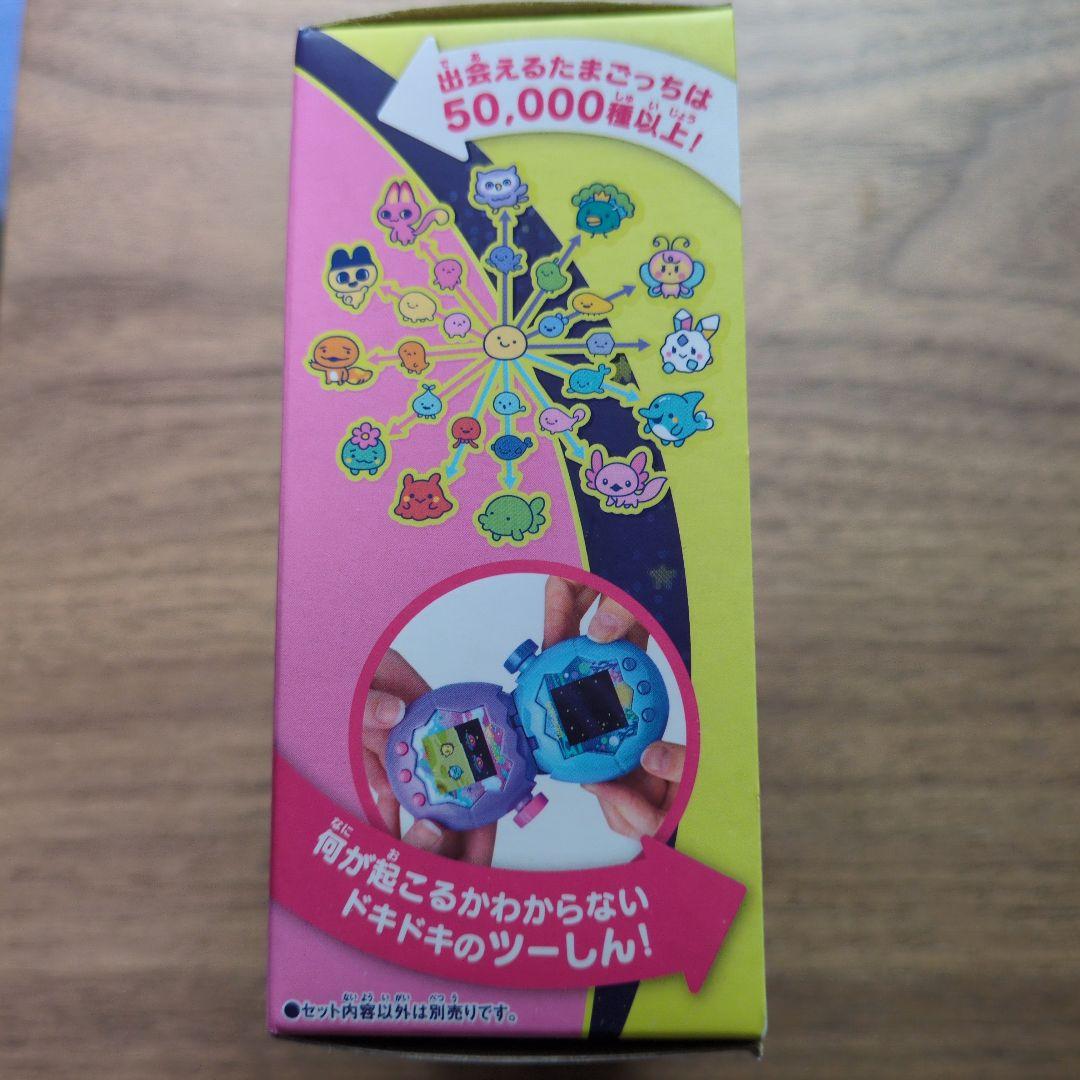 出会えるたまごっちは
50,000種以上!
何が起こるかわからない
ドキドキのツーしん!
●セット内容以外は別売りです。